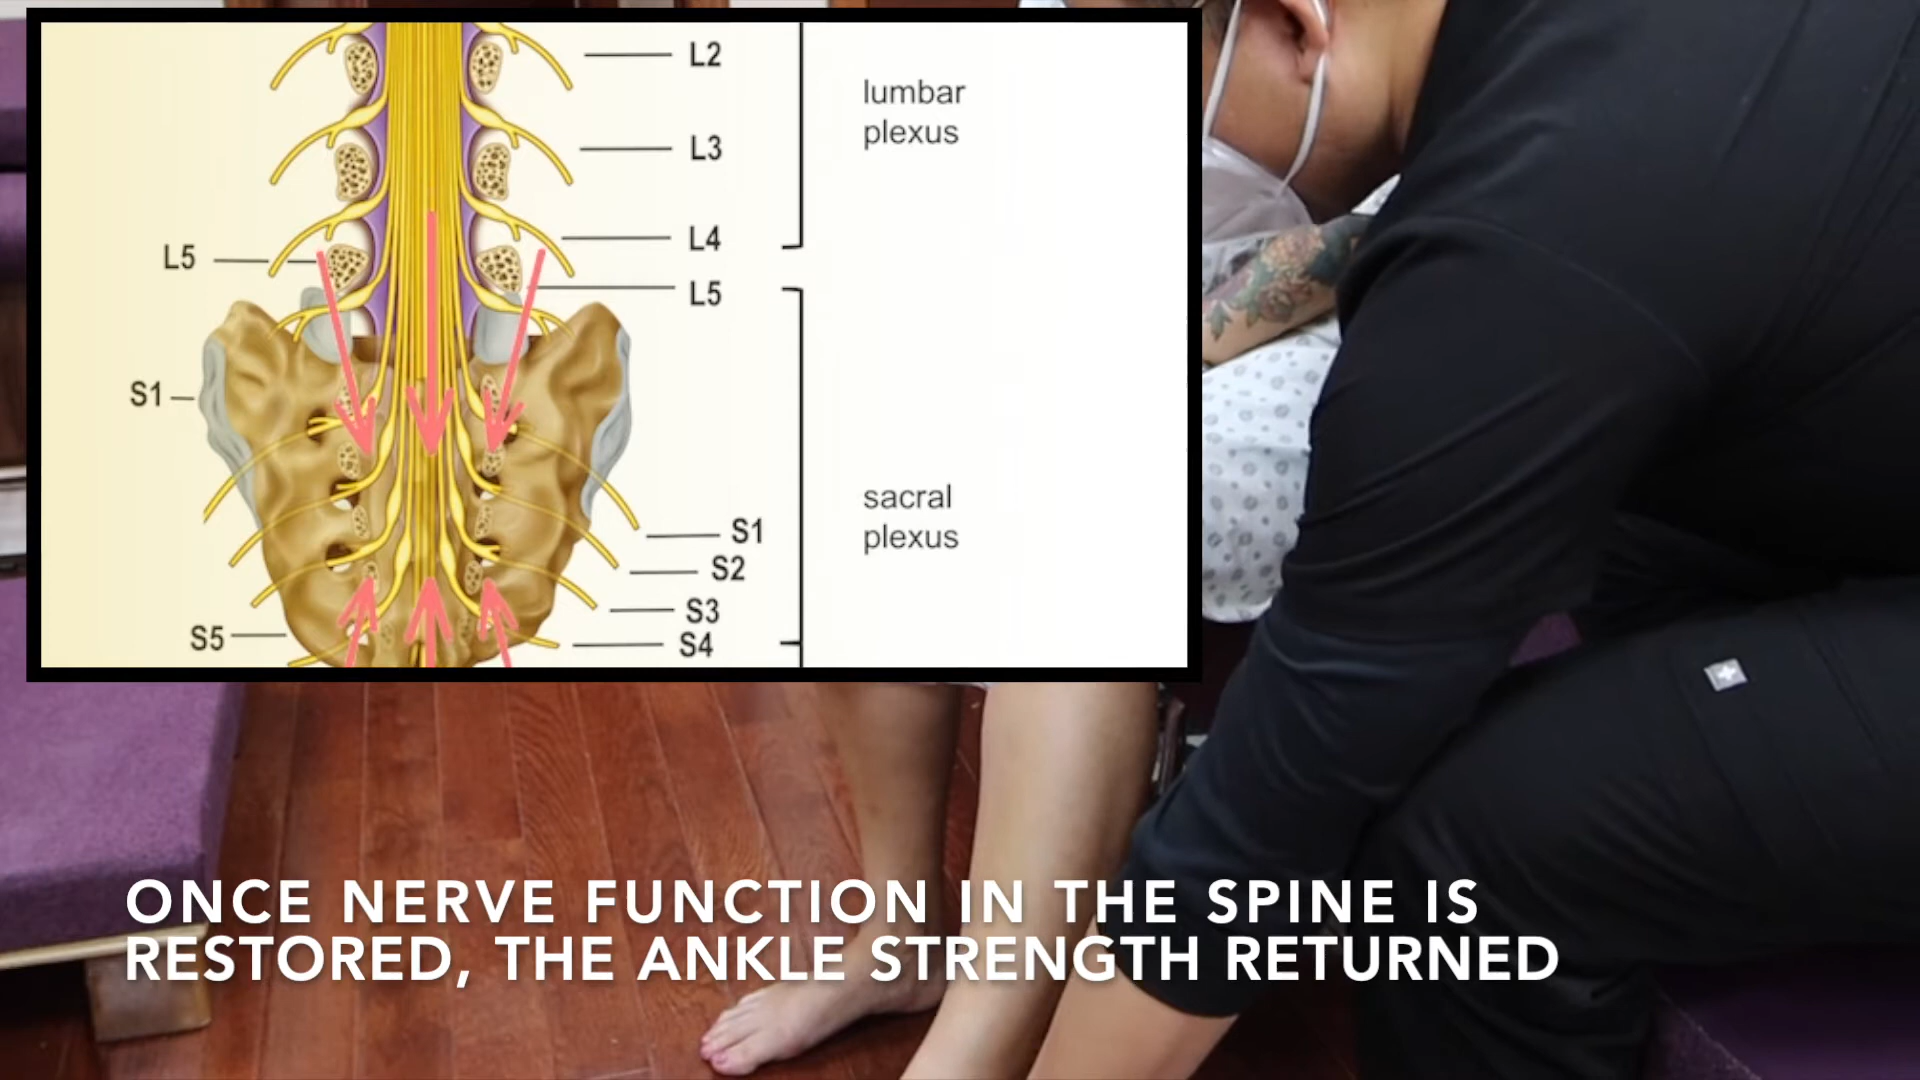 L2
lumbar
plexus
L3
L4
L5
L5
S1
sacral
plexus
S1
S2
S3
S5
S4
ONCE NERVE FUNCTION IN THE SPINE IS
RESTORED, THE ANKLE STRENGTH RETURNED